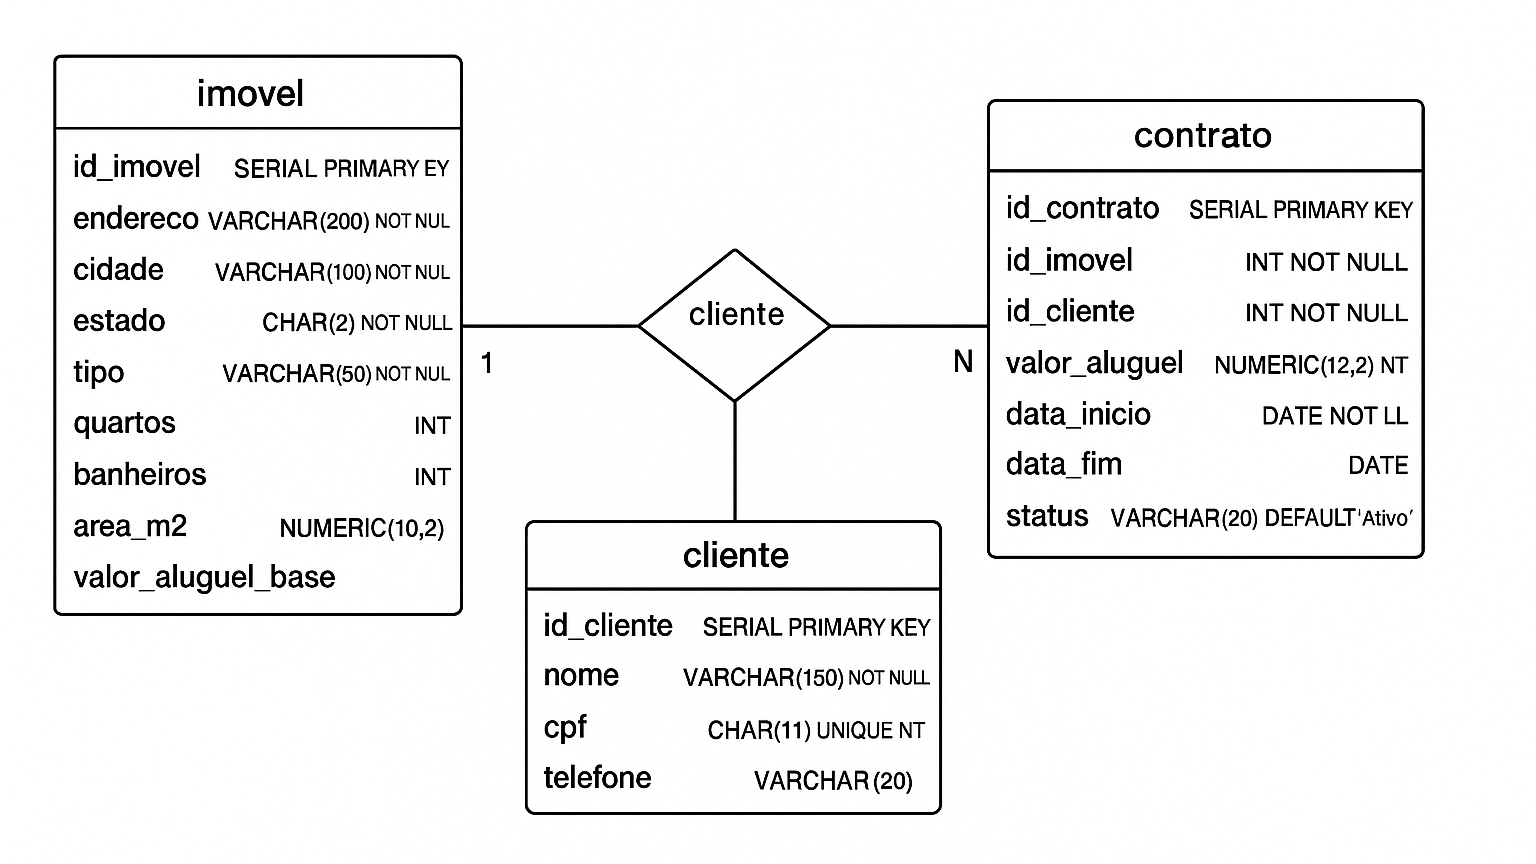 imovel
id_imovel SERIAL PRIMARY EY
endereco VARCHAR(200) NOT NUL
cidade VARCHAR(100) NOT NUL
estado CHAR(2) NOT NULL
tipo VARCHAR(50) NOT NUL
quartos INT
banheiros INT
area_m2 NUMERIC(10,2)
valor_aluguel_base
1
cliente
N
contrato
id_contrato SERIAL PRIMARY KEY
id_imovel INT NOT NULL
id_cliente INT NOT NULL
valor_aluguel NUMERIC(12,2) NT
data_inicio DATE NOT LL
data_fim DATE
status VARCHAR(20) DEFAULT 'Ativo'
cliente
id_cliente SERIAL PRIMARY KEY
nome VARCHAR(150) NOT NULL
cpf CHAR(11) UNIQUE NT
telefone VARCHAR (20)